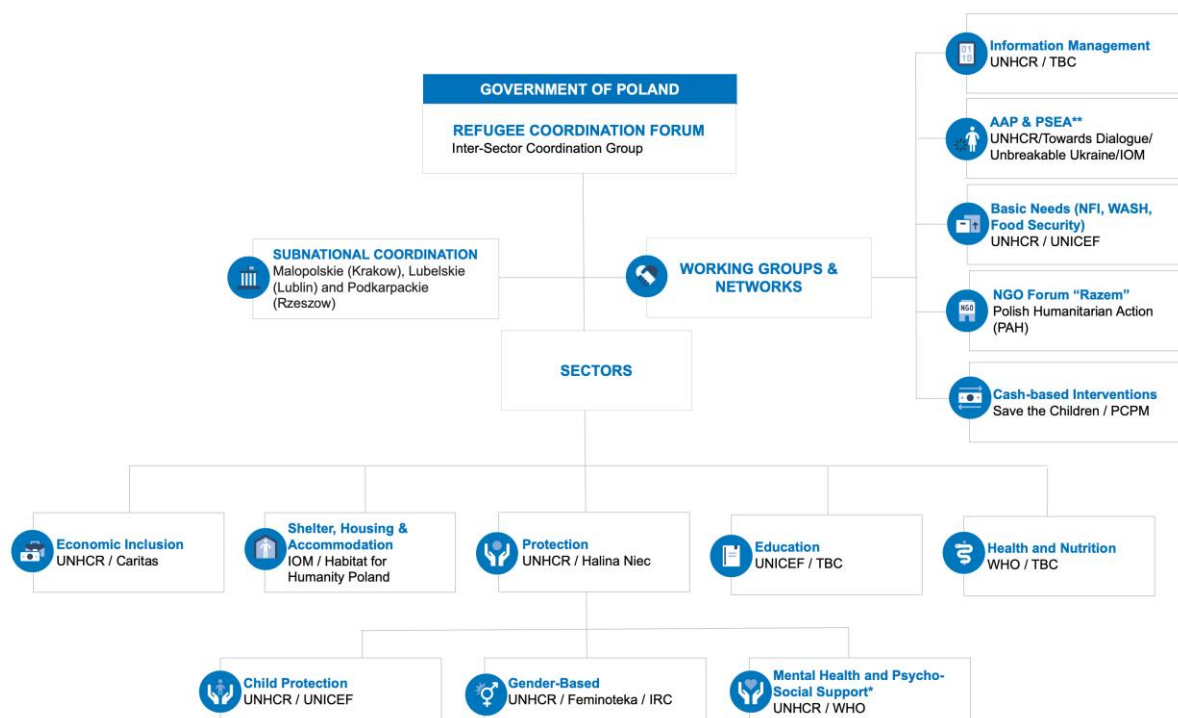 GOVERNMENT OF POLAND
REFUGEE COORDINATION FORUM
Inter-Sector Coordination Group
SUBNATIONAL COORDINATION
Malopolskie (Krakow), Lubelskie
(Lublin) and Podkarpackie
(Rzeszow)
WORKING GROUPS &
NETWORKS
01
10
Information Management
UNHCR / TBC
AAP & PSEA**
UNHCR/Towards Dialogue/
Unbreakable Ukraine/IOM
Basic Needs (NFI, WASH,
Food Security)
UNHCR / UNICEF
NGO
NGO Forum “Razem”
Polish Humanitarian Action
(PAH)
Cash-based Interventions
Save the Children / PCPM
SECTORS
Economic Inclusion
UNHCR / Caritas
Shelter, Housing &
Accommodation
IOM / Habitat for
Humanity Poland
Protection
UNHCR / Halina Niec
Education
UNICEF / TBC
Health and Nutrition
WHO / TBC
Child Protection
UNHCR / UNICEF
Gender-Based
UNHCR / Feminoteka / IRC
Mental Health and Psycho-
Social Support*
UNHCR / WHO